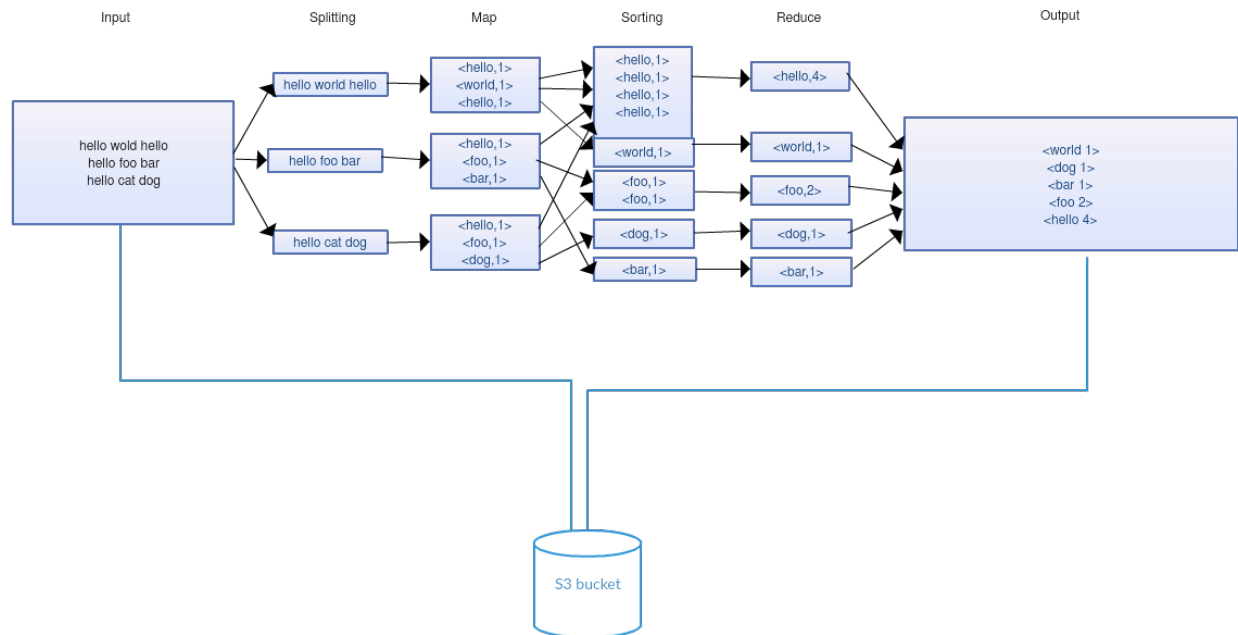 Input
Splitting
Map
Sorting
Reduce
Output
hello wold hello
hello foo bar
hello cat dog
hello world hello
hello foo bar
hello cat dog
<hello,1>
<world,1>
<hello,1>
<hello,1>
<foo,1>
<bar,1>
<hello,1>
<foo,1>
<dog,1>
<hello,1>
<hello,1>
<hello,1>
<hello,1>
<world,1>
<foo,1>
<foo,1>
<dog,1>
<bar,1>
<hello,4>
<world,1>
<foo,2>
<dog,1>
<bar,1>
<world 1>
<dog 1>
<bar 1>
<foo 2>
<hello 4>
S3 bucket